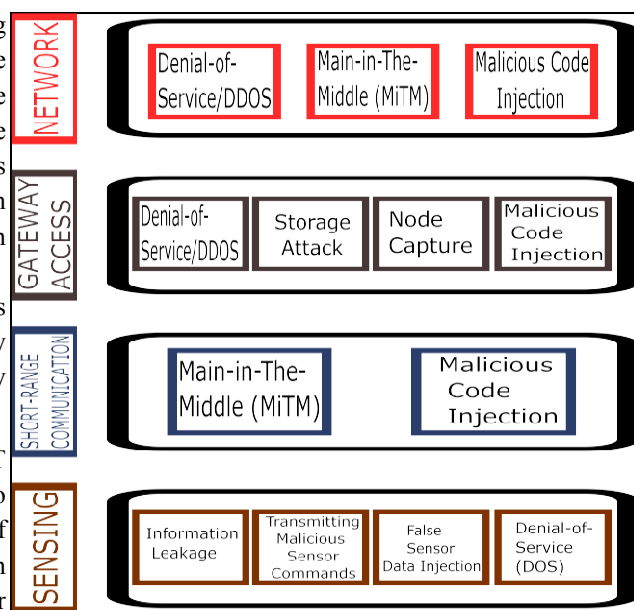 NETWORK
Denial-of-
Service/DDOS
Main-in-The-
Middle (MiTM)
Malicious Code
Injection
GATEWAY
ACCESS
Denial-of-
Service/DDOS
Storage
Attack
Node
Capture
Malicious
Code
Injection
SHORT-RANGE
COMMUNICATION
Main-in-The-
Middle (MiTM)
Malicious
Code
Injection
SENSING
Information
Leakage
Transmitting
Malicious
Sensor
Commands
False
Sensor
Data Injection
Denial-of-
Service
(DOS)